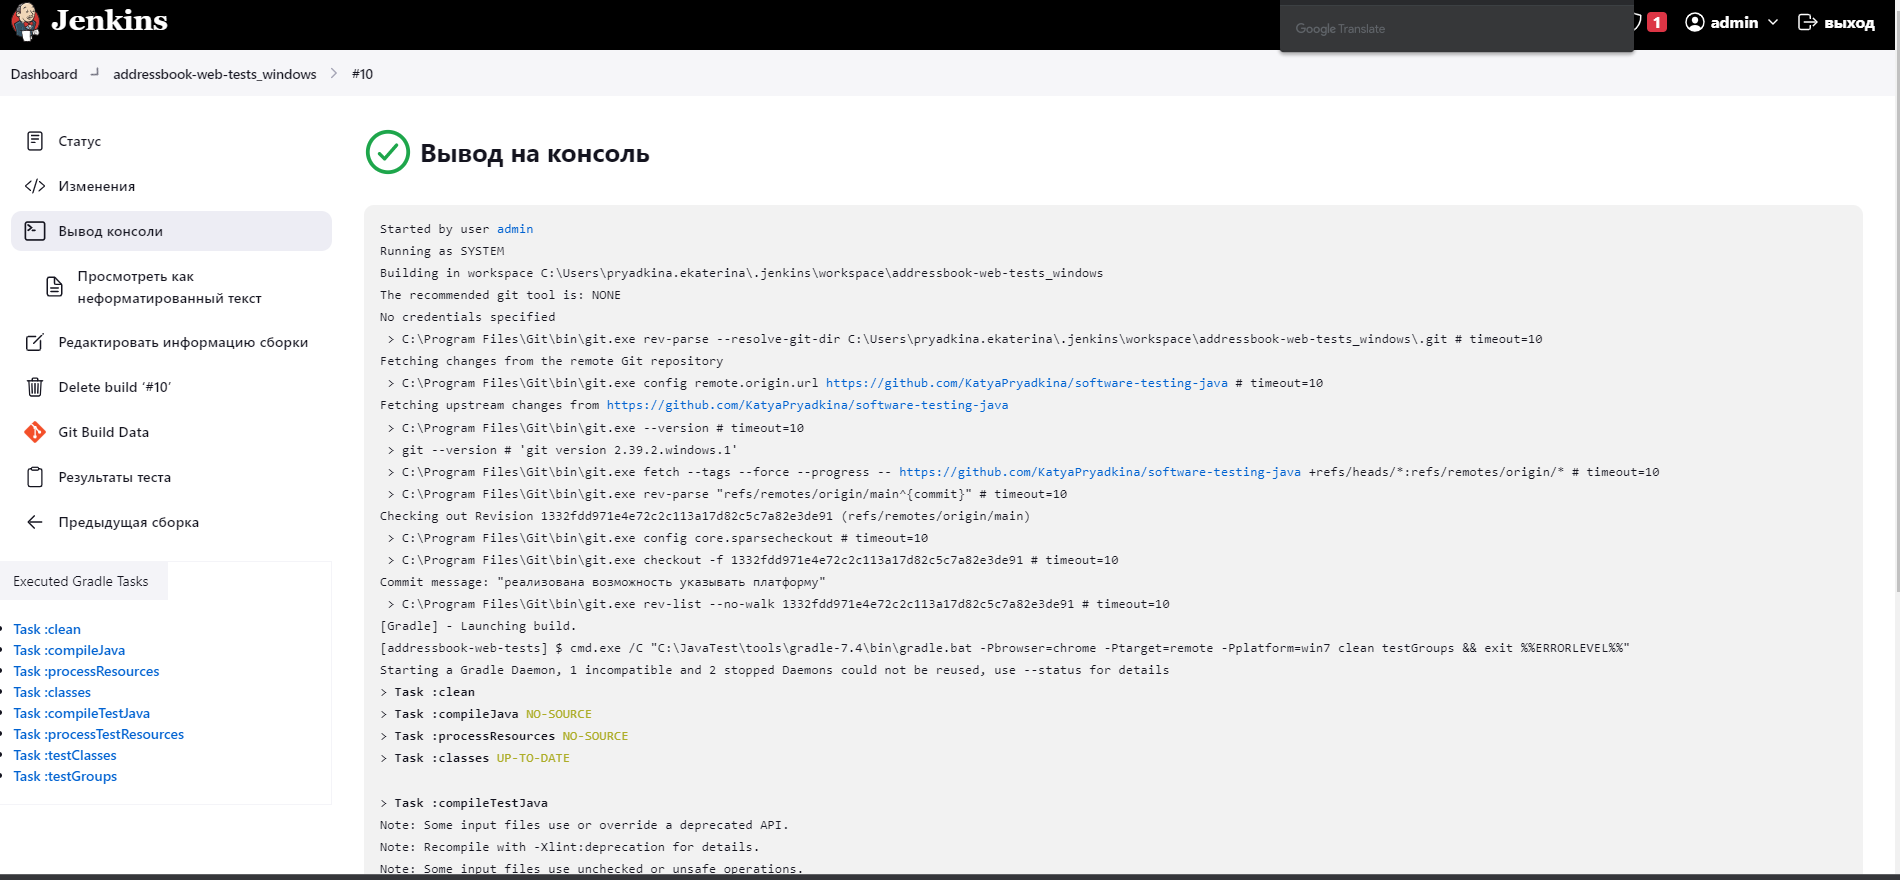 Jenkins
Google Translate
1
admin
выход
Dashboard
addressbook-web-tests_windows
#10
Статус
Изменения
Вывод консоли
Просмотреть как
неформатированный текст
Редактировать информацию сборки
Delete build ‘#10’
Git Build Data
Результаты теста
Предыдущая сборка
Executed Gradle Tasks
Task :clean
Task :compileJava
Task :processResources
Task :classes
Task :compileTestJava
Task :processTestResources
Task :testClasses
Task :testGroups
Вывод на консоль
Started by user admin
Running as SYSTEM
Building in workspace C:\Users\pryadkina.ekaterina\.jenkins\workspace\addressbook-web-tests_windows
The recommended git tool is: NONE
No credentials specified
> C:\Program Files\Git\bin\git.exe rev-parse --resolve-git-dir C:\Users\pryadkina.ekaterina\.jenkins\workspace\addressbook-web-tests_windows\.git # timeout=10
Fetching changes from the remote Git repository
> C:\Program Files\Git\bin\git.exe config remote.origin.url https://github.com/KatyaPryadkina/software-testing-java # timeout=10
Fetching upstream changes from https://github.com/KatyaPryadkina/software-testing-java
> C:\Program Files\Git\bin\git.exe --version # timeout=10
> git --version # 'git version 2.39.2.windows.1'
> C:\Program Files\Git\bin\git.exe fetch --tags --force --progress -- https://github.com/KatyaPryadkina/software-testing-java +refs/heads/*:refs/remotes/origin/* # timeout=10
> C:\Program Files\Git\bin\git.exe rev-parse "refs/remotes/origin/main^{commit}" # timeout=10
Checking out Revision 1332fdd971e4e72c2c113a17d82c5c7a82e3de91 (refs/remotes/origin/main)
> C:\Program Files\Git\bin\git.exe config core.sparsecheckout # timeout=10
> C:\Program Files\Git\bin\git.exe checkout -f 1332fdd971e4e72c2c113a17d82c5c7a82e3de91 # timeout=10
Commit message: "реализована возможность указывать платформу"
> C:\Program Files\Git\bin\git.exe rev-list --no-walk 1332fdd971e4e72c2c113a17d82c5c7a82e3de91 # timeout=10
[Gradle] - Launching build.
[addressbook-web-tests] $ cmd.exe /C "C:\JavaTest\tools\gradle-7.4\bin\gradle.bat -Pbrowser=chrome -Ptarget=remote -Pplatform=win7 clean testGroups && exit %%ERRORLEVEL%%"
Starting a Gradle Daemon, 1 incompatible and 2 stopped Daemons could not be reused, use --status for details
> Task :clean
> Task :compileJava NO-SOURCE
> Task :processResources NO-SOURCE
> Task :classes UP-TO-DATE
> Task :compileTestJava
Note: Some input files use or override a deprecated API.
Note: Recompile with -Xlint:deprecation for details.
Note: Some input files use unchecked or unsafe operations.